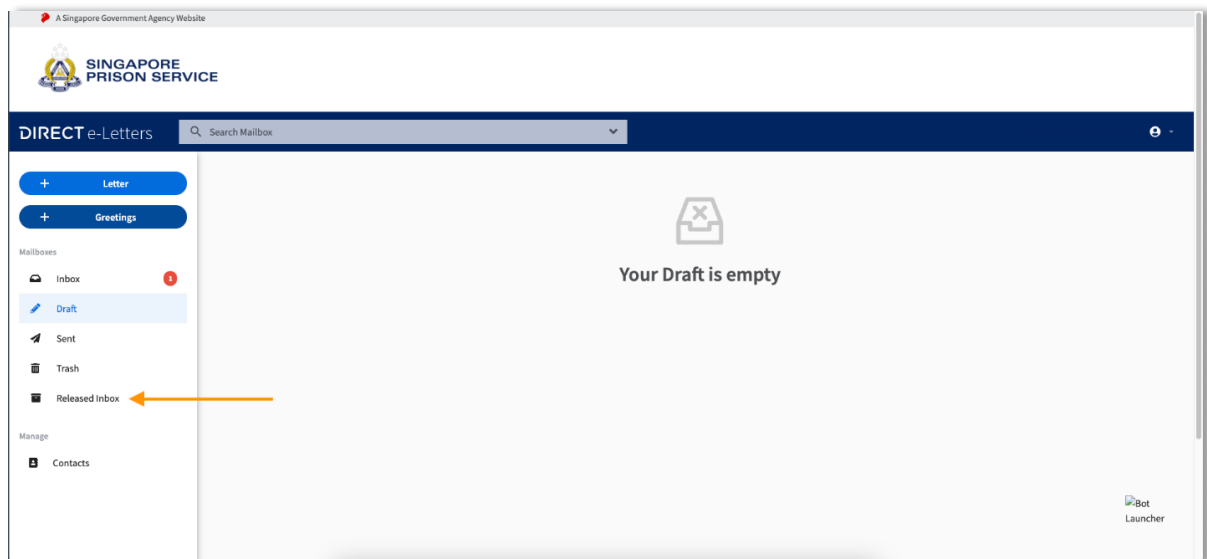 A Singapore Government Agency Website
SINGAPORE
PRISON SERVICE
DIRECT e-Letters
Search Mailbox
+ Letter
+ Greetings
Mailboxes
Inbox 1
Draft
Sent
Trash
Released Inbox
Manage
Contacts
Your Draft is empty
Bot
Launcher